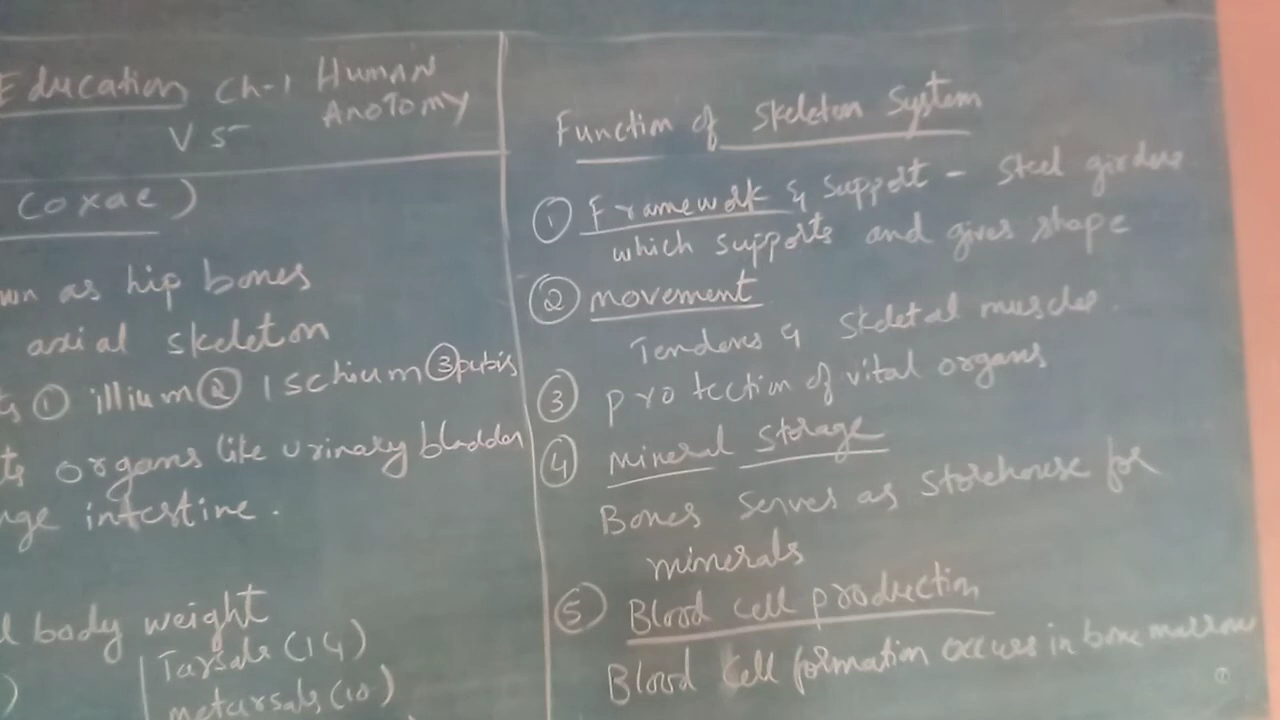 Education Ch-1 Human
Anotomy
V S
Coxae)
wn as hip bones
axial skeleton
ts ① illium ② Ischium ③ pubis
ts organs like urinary bladder
nge intestine.
l body weight
Tarsals (14)
)
metarsals (10)
Function of Skeleton System
① Framework & Support - Steel girders
which supports and gives shape
② movement
Tendons & Skeletal muscles.
③ protection of vital organs
④ Mineral Storage
Bones serves as storehouse for
minerals
⑤ Blood cell production
Blood cell formation occurs in bone marrow